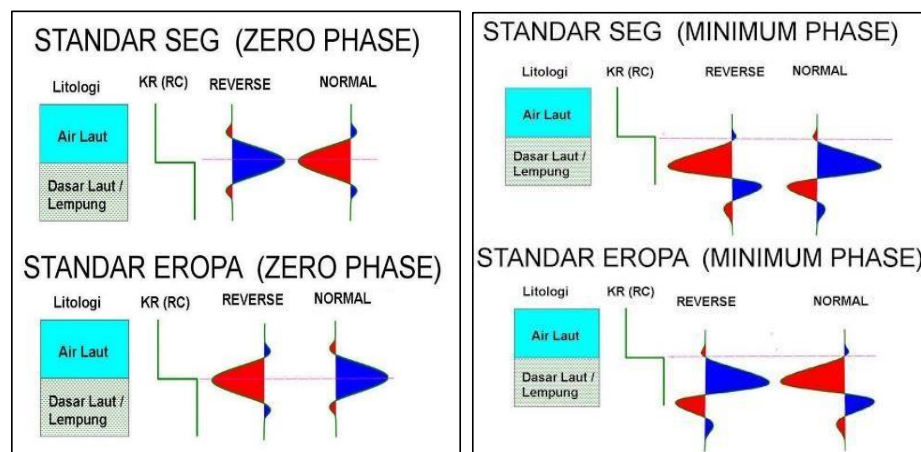 STANDAR SEG (ZERO PHASE)
Litologi KR (RC) REVERSE NORMAL
Air Laut
Dasar Laut /
Lempung
STANDAR EROPA (ZERO PHASE)
Litologi KR (RC) REVERSE NORMAL
Air Laut
Dasar Laut /
Lempung
STANDAR SEG (MINIMUM PHASE)
Litologi KR (RC) REVERSE NORMAL
Air Laut
Dasar Laut /
Lempung
STANDAR EROPA (MINIMUM PHASE)
Litologi KR (RC) REVERSE NORMAL
Air Laut
Dasar Laut /
Lempung